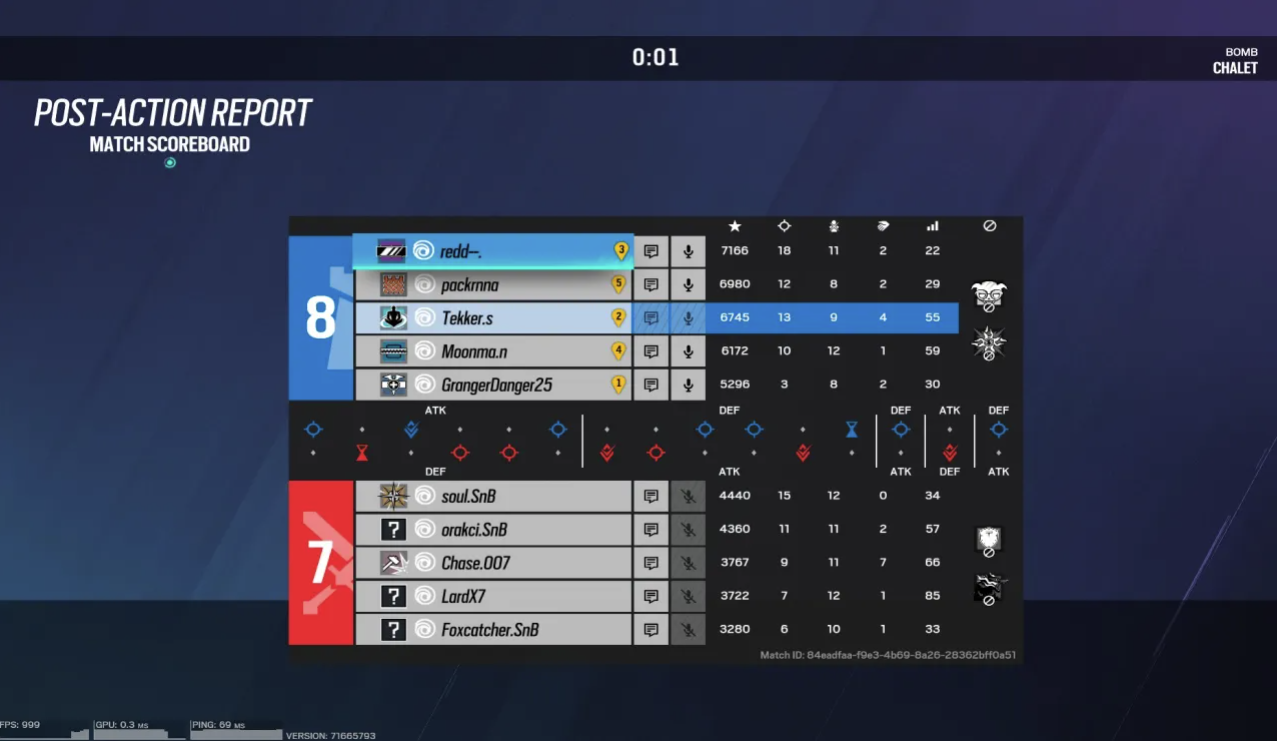 0:01
BOMB
CHALET
POST-ACTION REPORT
MATCH SCOREBOARD
8
redd--. 3 7166 18 11 2 22
packmna 5 6980 12 8 2 29
Tekker.s 2 6745 13 9 4 55
Moonma.n 4 6172 10 12 1 59
GrangerDanger25 1 5296 3 8 2 30
ATK DEF DEF ATK DEF
DEF ATK ATK DEF ATK
7
soul.SnB 4440 15 12 0 34
? orakci.SnB 4360 11 11 2 57
Chase.007 3767 9 11 7 66
? LardX7 3722 7 12 1 85
? Foxcatcher.SnB 3280 6 10 1 33
Match ID: 84eadfaa-f9e3-4b69-8a26-28362bff0a51
FPS: 999 GPU: 0.3 MS PING: 69 MS VERSION: 71665793